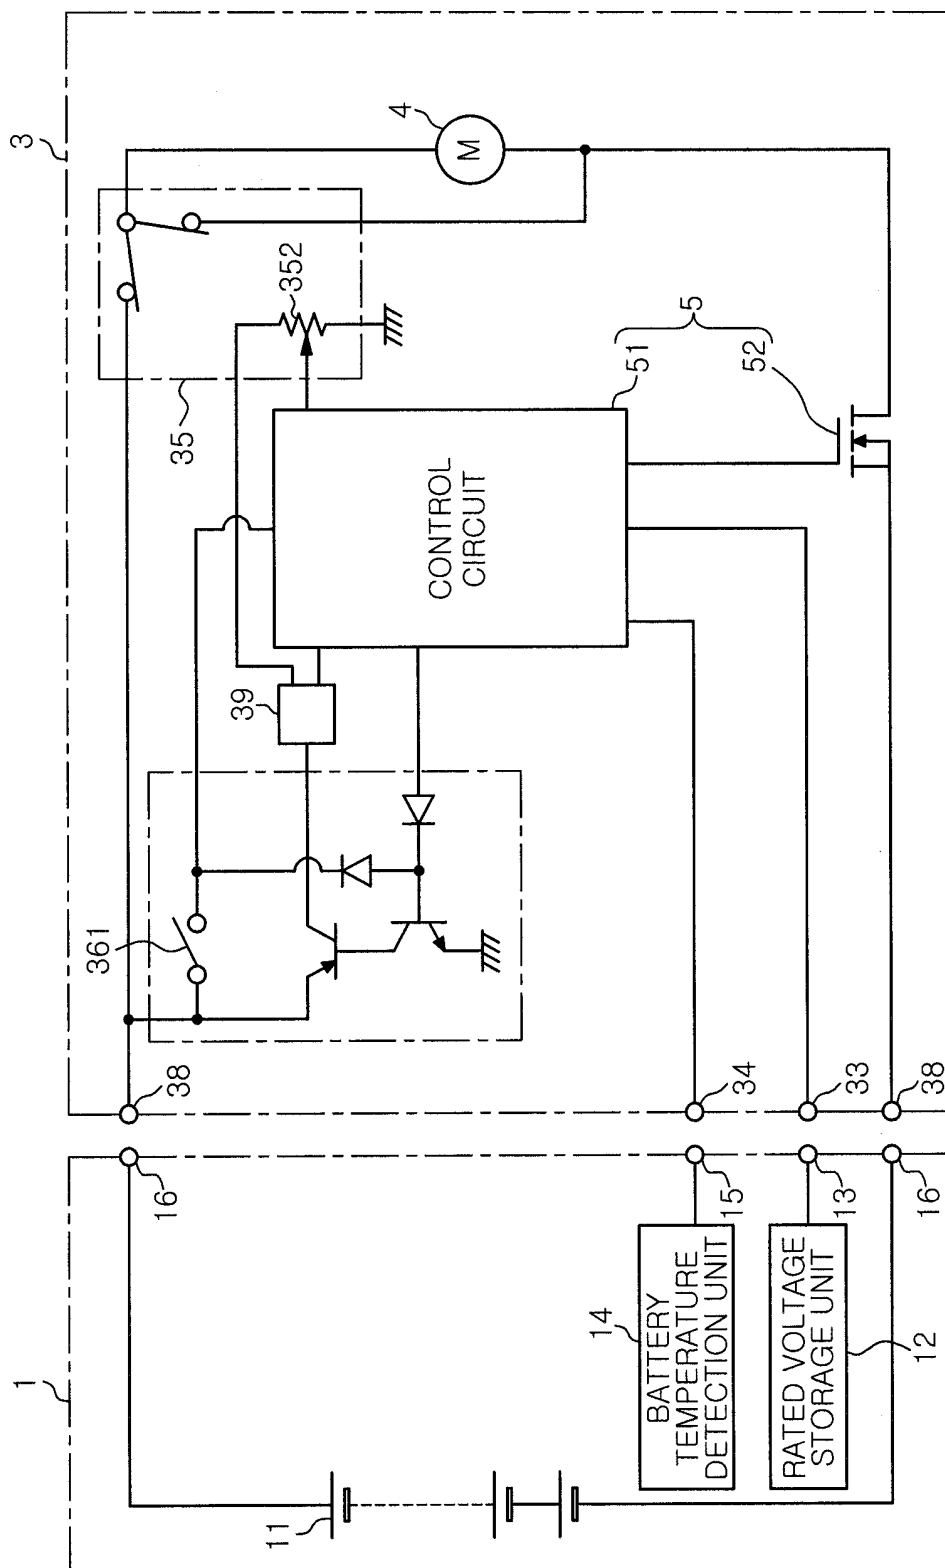 3
4
M
352
35
5
51
52
CONTROL
CIRCUIT
39
361
38
34
33
38
16
15
13
16
1
14
BATTERY
TEMPERATURE
DETECTION UNIT
RATED VOLTAGE
STORAGE UNIT
12
11